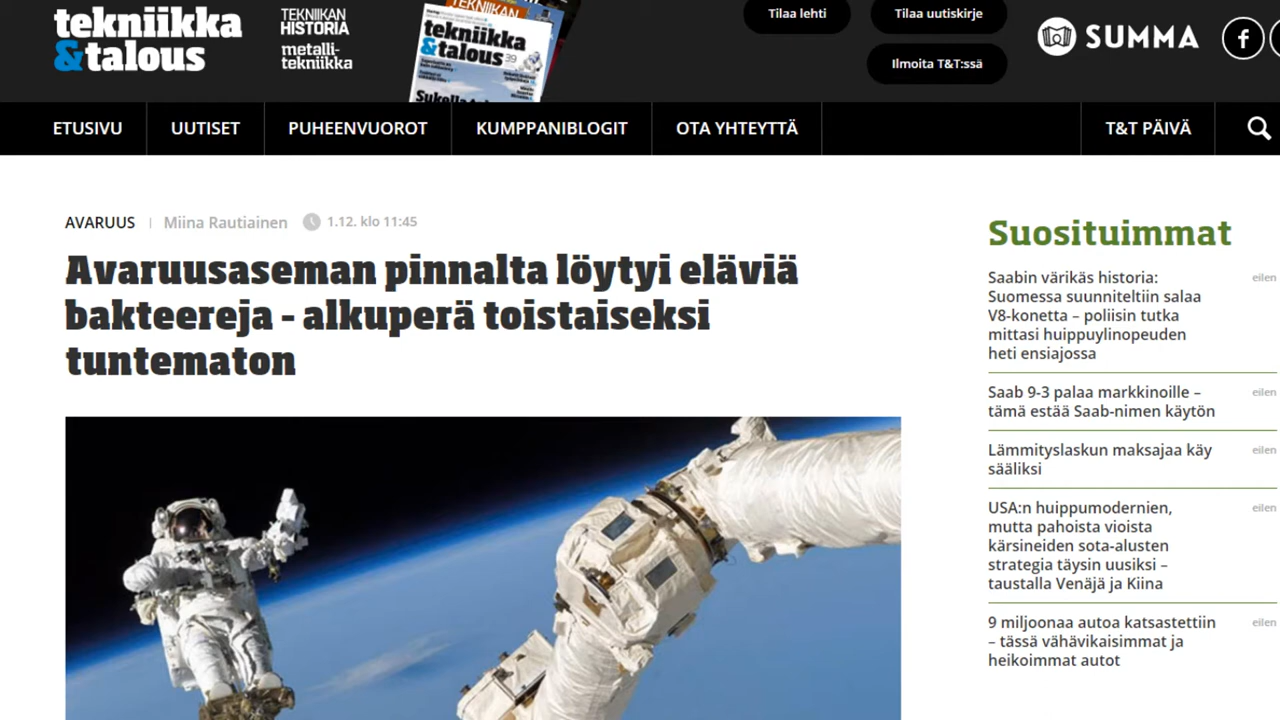 tekniikka
&talous
TEKNIIKAN
HISTORIA
metalli-
tekniikka
TEKNIIKAN
tekniikka
&talous
39
Tilaa lehti
Tilaa uutiskirje
Ilmoita T&T:ssä
SUMMA
f
ETUSIVU
UUTISET
PUHEENVUOROT
KUMPPANIBLOGIT
OTA YHTEYTTÄ
T&T PÄIVÄ
AVARUUS
Miina Rautiainen
1.12. klo 11:45
Avaruusaseman pinnalta löytyi eläviä
bakteereja - alkuperä toistaiseksi
tuntematon
Suosituimmat
Saabin värikäs historia: eilen
Suomessa suunniteltiin salaa
V8-konetta – poliisin tutka
mittasi huippuylinopeuden
heti ensiajossa
Saab 9-3 palaa markkinoille – eilen
tämä estää Saab-nimen käytön
Lämmityslaskun maksajaa käy eilen
sääliksi
USA:n huippumodernien, eilen
mutta pahoista vioista
kärsineiden sota-alusten
strategia täysin uusiksi –
taustalla Venäjä ja Kiina
9 miljoonaa autoa katsastettiin eilen
– tässä vähävikaisimmat ja
heikoimmat autot